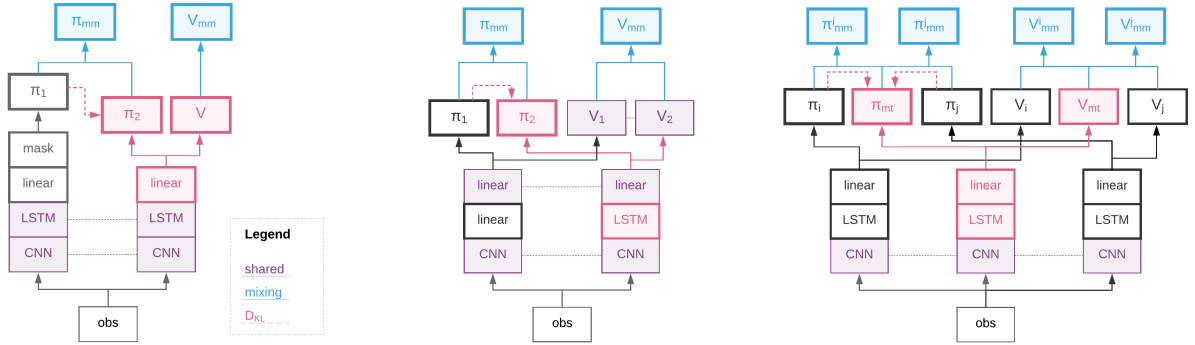 πmm Vmm
π1 π2 V
mask
linear linear
LSTM LSTM
CNN CNN
obs
Legend
shared
mixing
DKL
πmm Vmm
π1 π2 V1 V2
linear linear
linear LSTM
CNN CNN
obs
πimm πjmm Vimm Vjmm
πi πmt πj Vi Vmt Vj
linear linear linear
LSTM LSTM LSTM
CNN CNN CNN
obs